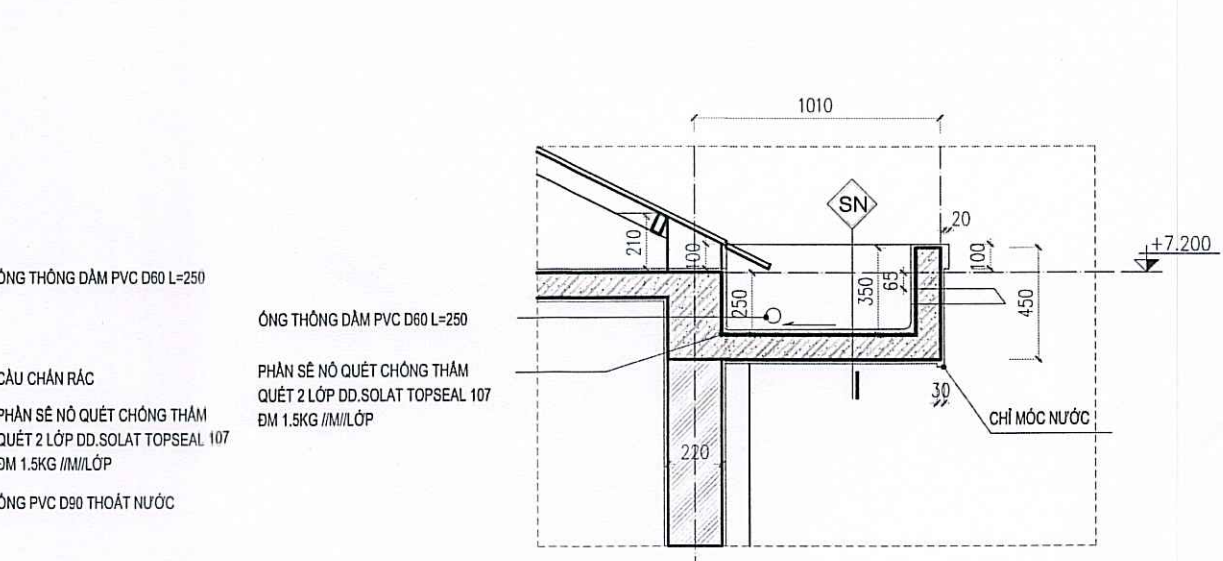 1010
SN
20
210
100
+7.200
100
ỐNG THÔNG DẦM PVC D60 L=250
250
350
65
450
ỐNG THÔNG DẦM PVC D60 L=250
CẦU CHẮN RÁC
PHẦN SÊ NÔ QUÉT CHỐNG THẤM
QUÉT 2 LỚP DD.SOLAT TOPSEAL 107
ĐM 1.5KG //M//LỚP
30
CHỈ MÓC NƯỚC
PHẦN SÊ NÔ QUÉT CHỐNG THẤM
QUÉT 2 LỚP DD.SOLAT TOPSEAL 107
ĐM 1.5KG //M//LỚP
220
ỐNG PVC D90 THOÁT NƯỚC